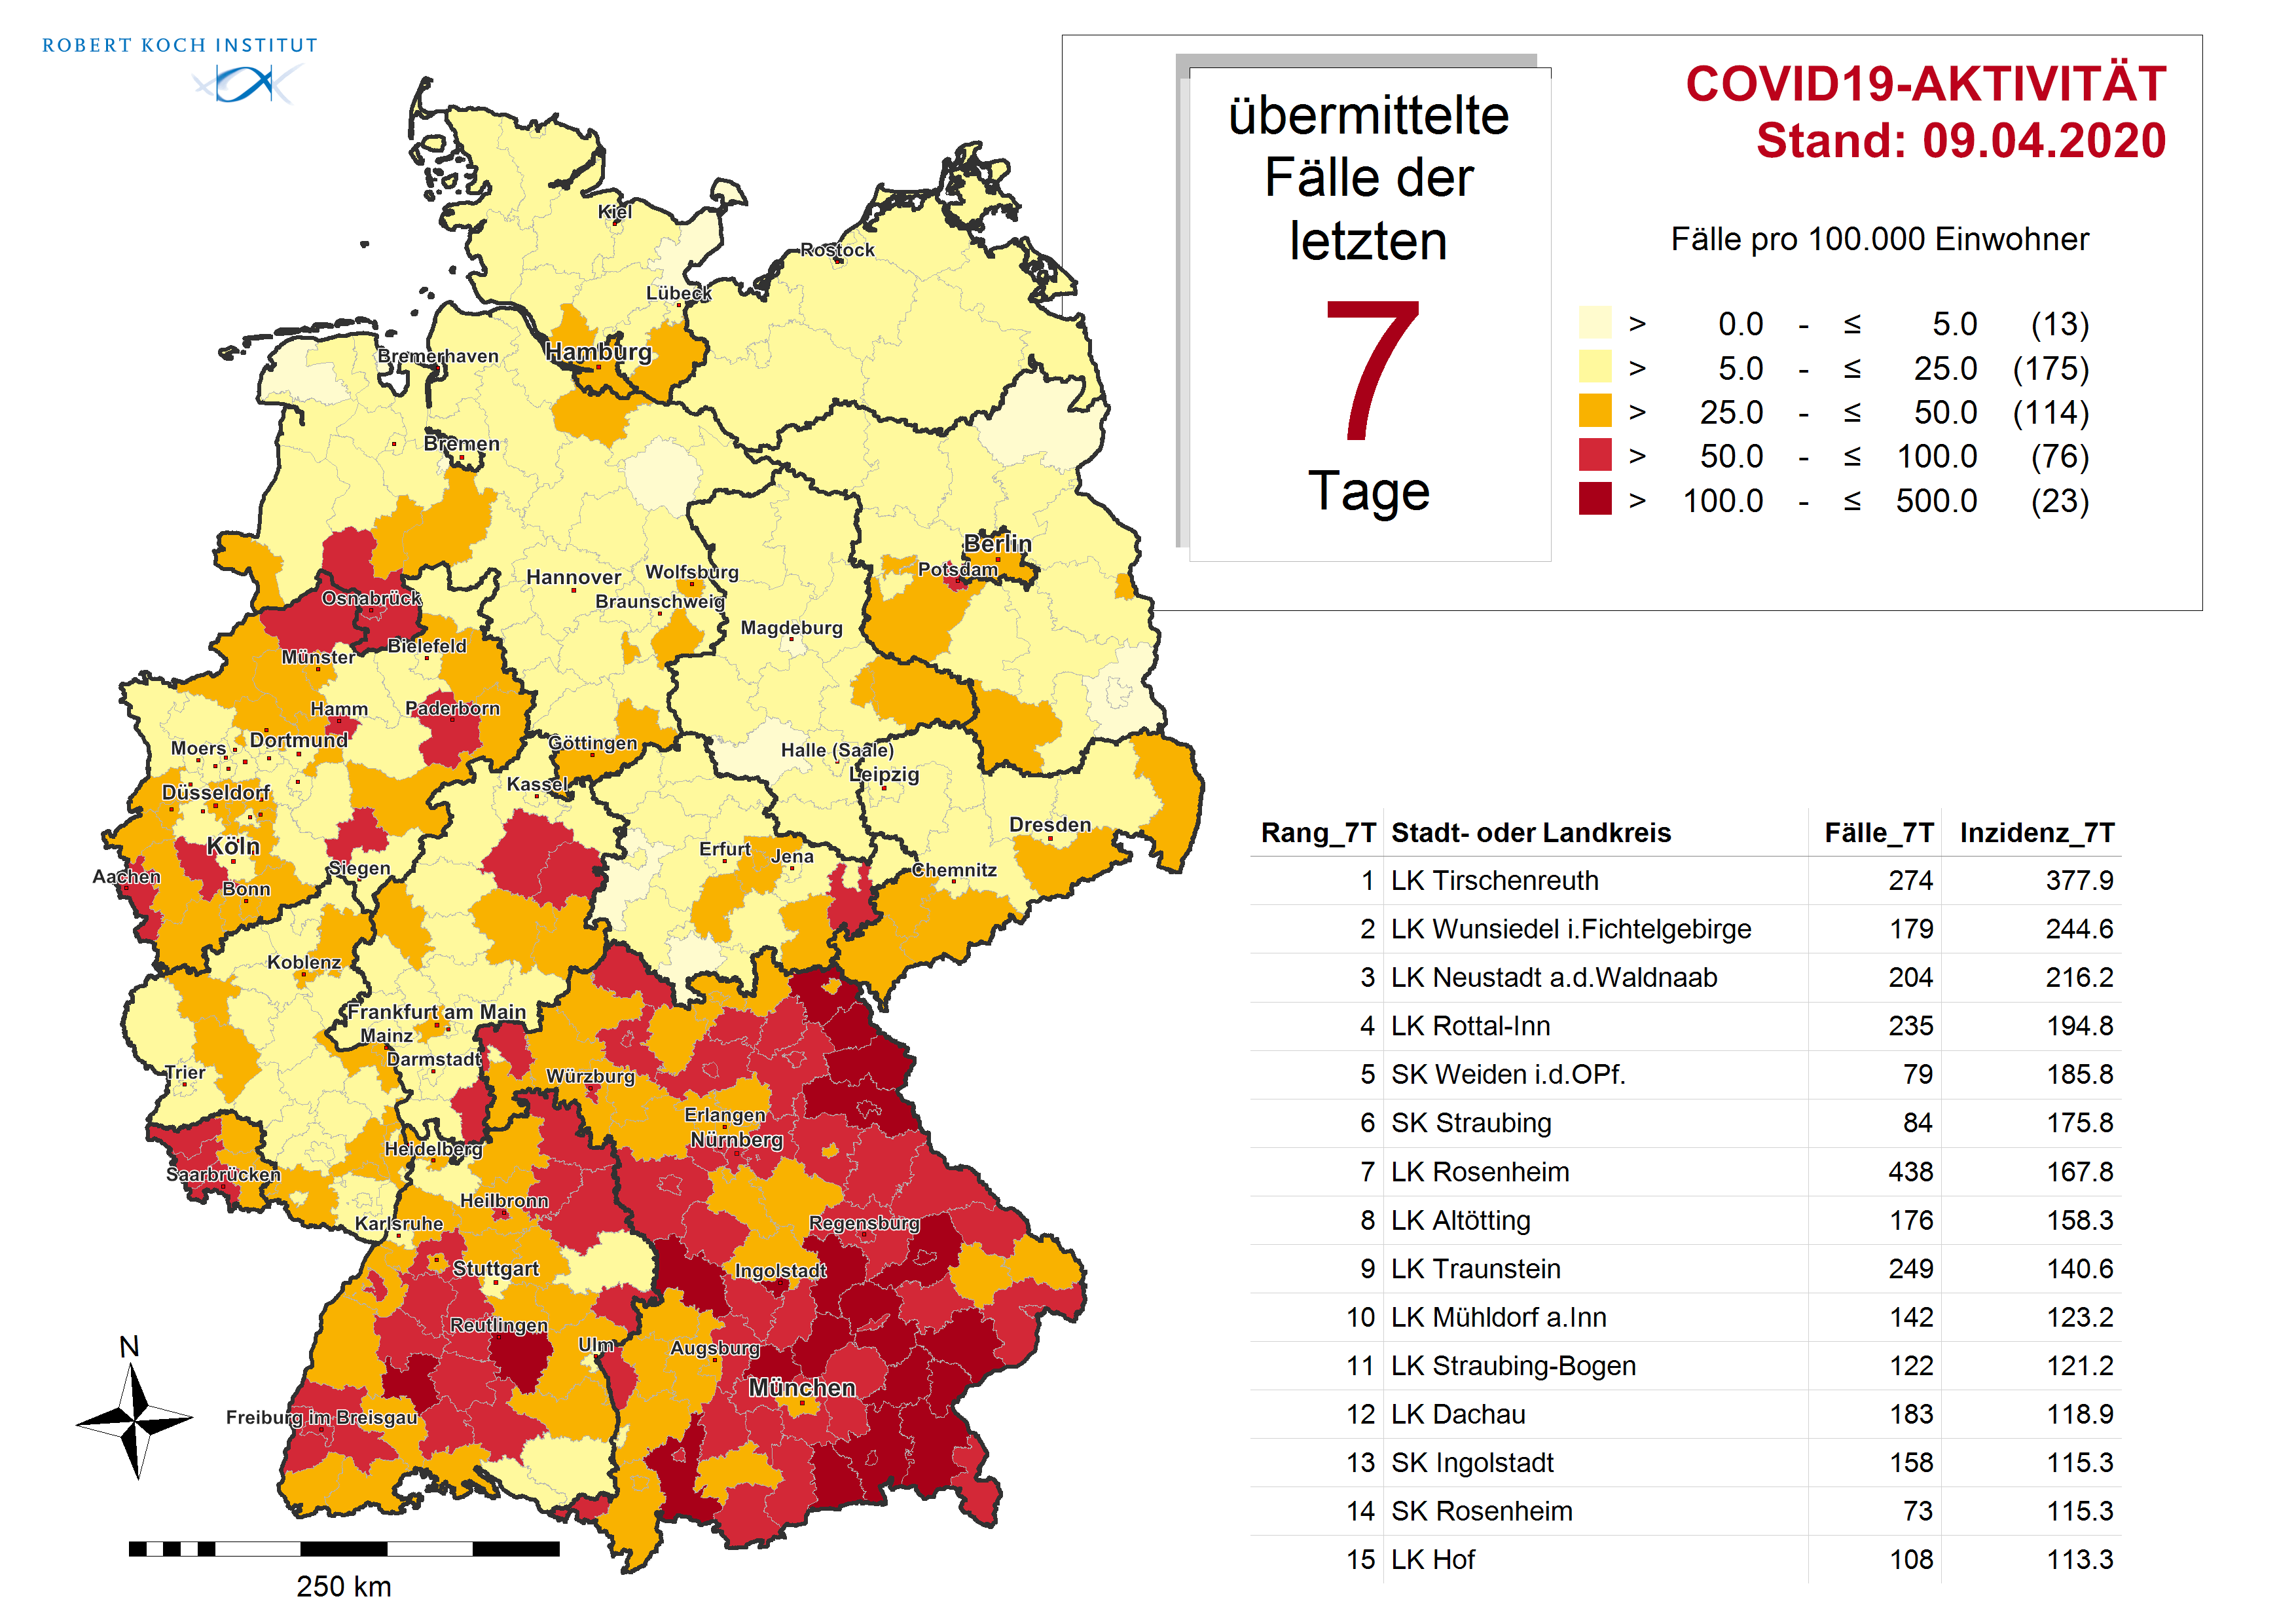 ROBERT KOCH INSTITUT
übermittelte
Fälle der
letzten
7
Tage
COVID19-AKTIVITÄT
Stand: 09.04.2020
Fälle pro 100.000 Einwohner
> 0.0 - ≤ 5.0 (13)
> 5.0 - ≤ 25.0 (175)
> 25.0 - ≤ 50.0 (114)
> 50.0 - ≤ 100.0 (76)
> 100.0 - ≤ 500.0 (23)
Kiel
Rostock
Lübeck
Hamburg
Bremerhaven
Bremen
Berlin
Potsdam
Hannover
Wolfsburg
Braunschweig
Osnabrück
Magdeburg
Bielefeld
Münster
Hamm
Paderborn
Moers
Dortmund
Göttingen
Halle (Saale)
Leipzig
Kassel
Düsseldorf
Dresden
Köln
Erfurt
Jena
Siegen
Chemnitz
Aachen
Bonn
Koblenz
Frankfurt am Main
Mainz
Darmstadt
Trier
Würzburg
Erlangen
Nürnberg
Heidelberg
Saarbrücken
Heilbronn
Karlsruhe
Regensburg
Stuttgart
Ingolstadt
Reutlingen
Ulm
Augsburg
München
Freiburg im Breisgau
N
250 km
Rang_7T Stadt- oder Landkreis Fälle_7T Inzidenz_7T
1 LK Tirschenreuth 274 377.9
2 LK Wunsiedel i.Fichtelgebirge 179 244.6
3 LK Neustadt a.d.Waldnaab 204 216.2
4 LK Rottal-Inn 235 194.8
5 SK Weiden i.d.OPf. 79 185.8
6 SK Straubing 84 175.8
7 LK Rosenheim 438 167.8
8 LK Altötting 176 158.3
9 LK Traunstein 249 140.6
10 LK Mühldorf a.Inn 142 123.2
11 LK Straubing-Bogen 122 121.2
12 LK Dachau 183 118.9
13 SK Ingolstadt 158 115.3
14 SK Rosenheim 73 115.3
15 LK Hof 108 113.3